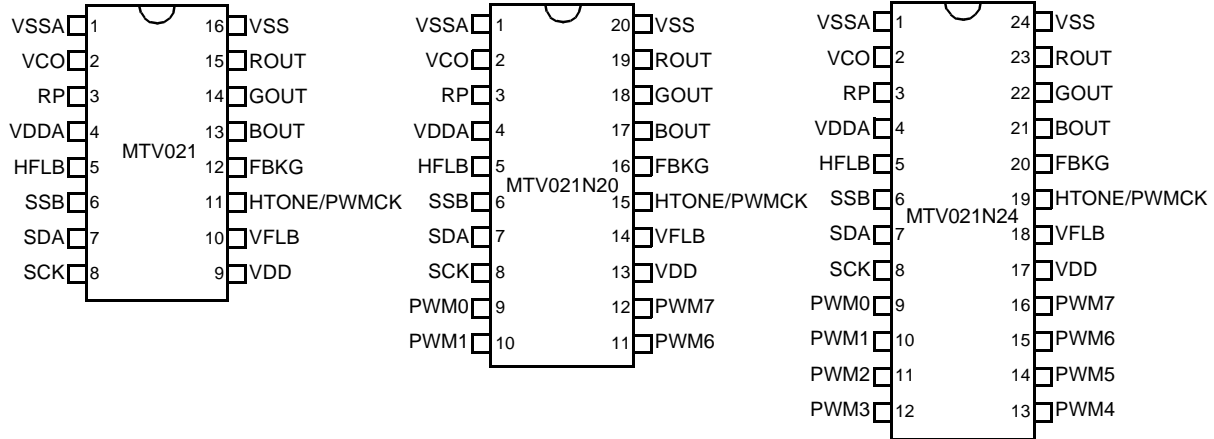 VSSA 1 16 VSS
VCO 2 15 ROUT
RP 3 14 GOUT
VDDA 4 13 BOUT
MTV021
HFLB 5 12 FBKG
SSB 6 11 HTONE/PWMCK
SDA 7 10 VFLB
SCK 8 9 VDD
VSSA 1 20 VSS
VCO 2 19 ROUT
RP 3 18 GOUT
VDDA 4 17 BOUT
HFLB 5 16 FBKG
MTV021N20
SSB 6 15 HTONE/PWMCK
SDA 7 14 VFLB
SCK 8 13 VDD
PWM0 9 12 PWM7
PWM1 10 11 PWM6
VSSA 1 24 VSS
VCO 2 23 ROUT
RP 3 22 GOUT
VDDA 4 21 BOUT
HFLB 5 20 FBKG
SSB 6 19 HTONE/PWMCK
MTV021N24
SDA 7 18 VFLB
SCK 8 17 VDD
PWM0 9 16 PWM7
PWM1 10 15 PWM6
PWM2 11 14 PWM5
PWM3 12 13 PWM4